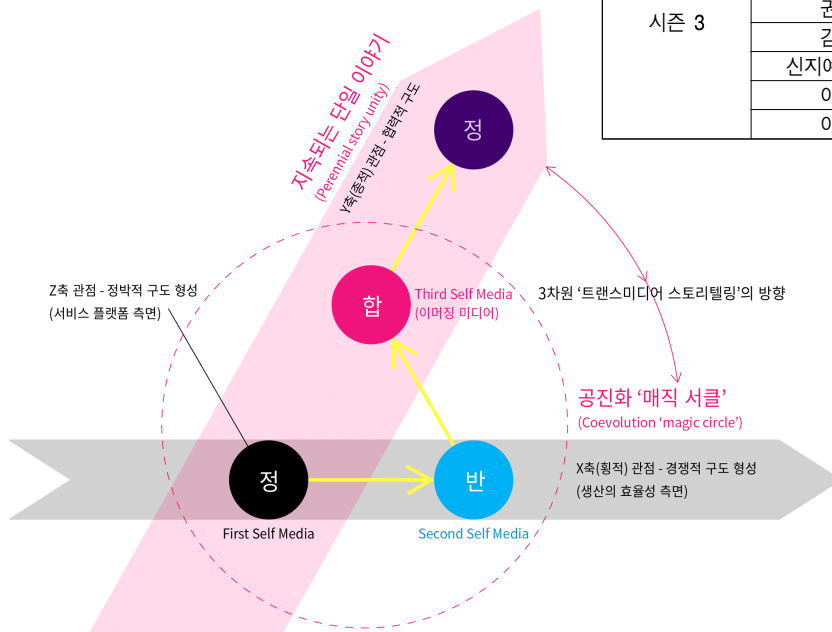 시즌 3
신지예
지속되는 단일 이야기
(Perennial story unity)
Y축(종적) 관점 - 협력적 구도
정
Z축 관점 - 정박적 구도 형성
(서비스 플랫폼 측면)
합
Third Self Media
(이머징 미디어)
3차원 ‘트랜스미디어 스토리텔링’의 방향
공진화 ‘매직 서클’
(Coevolution ‘magic circle’)
정
반
X축(횡적) 관점 - 경쟁적 구도 형성
(생산의 효율성 측면)
First Self Media
Second Self Media